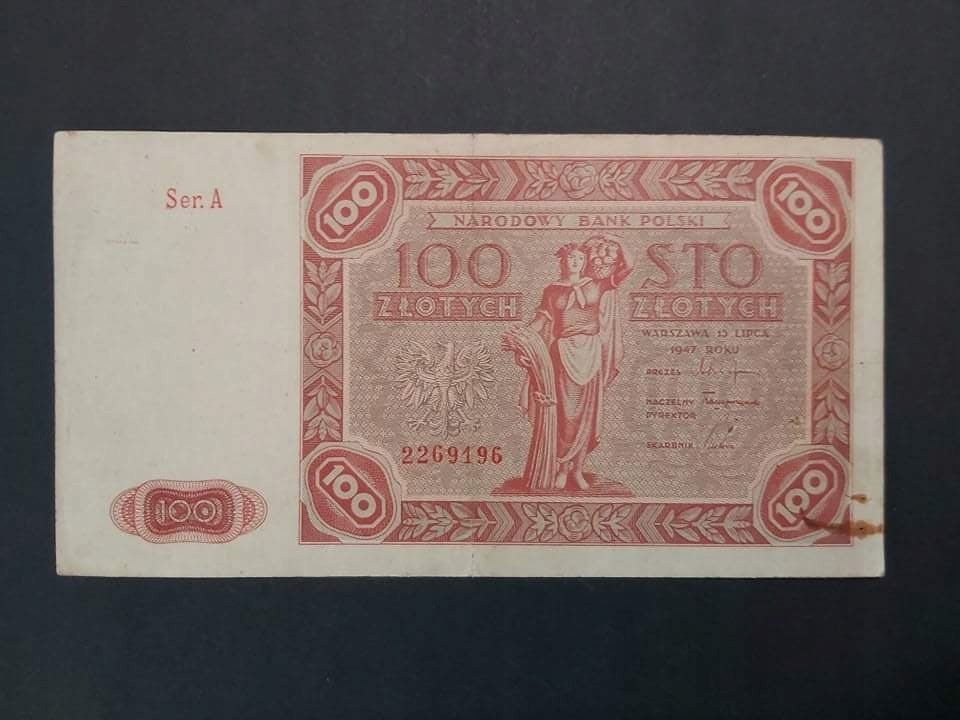 Ser. A
100
100
NARODOWY BANK POLSKI
100 STO
ZŁOTYCH ZŁOTYCH
WARSZAWA 15 LIPCA
1947 ROKU
PREZES
NACZELNY
DYREKTOR
SKARBNIK
2269196
100
100
100